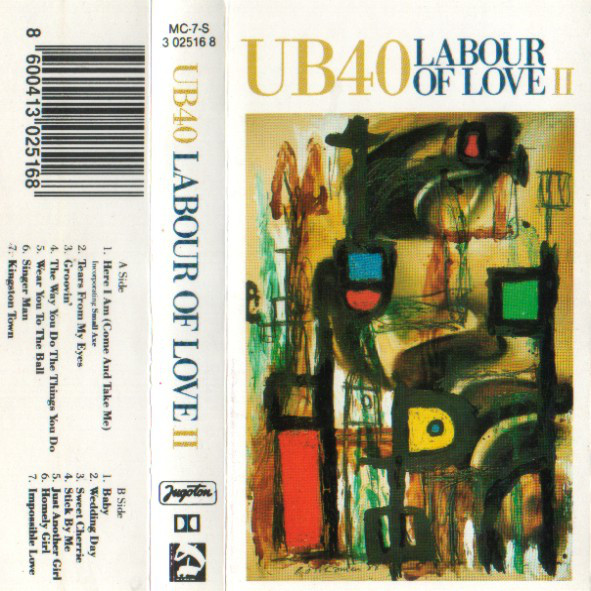 8 600413 025168
A Side
1. Here I Am (Come And Take Me)
Incorporating Small Axe
2. Tears From My Eyes
3. Groovin'
4. The Way You Do The Things You Do
5. Wear You To The Ball
6. Singer Man
7. Kingston Town
B Side
1. Baby
2. Wedding Day
3. Sweet Cherrie
4. Stick By Me
5. Just Another Girl
6. Homely Girl
7. Impossible Love
MC-7-S
3 02516 8
UB40 LABOUR OF LOVE II
Jugoton
UB40 LABOUR
OF LOVE II